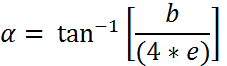 α = tan⁻¹ [ b / (4 * e) ]